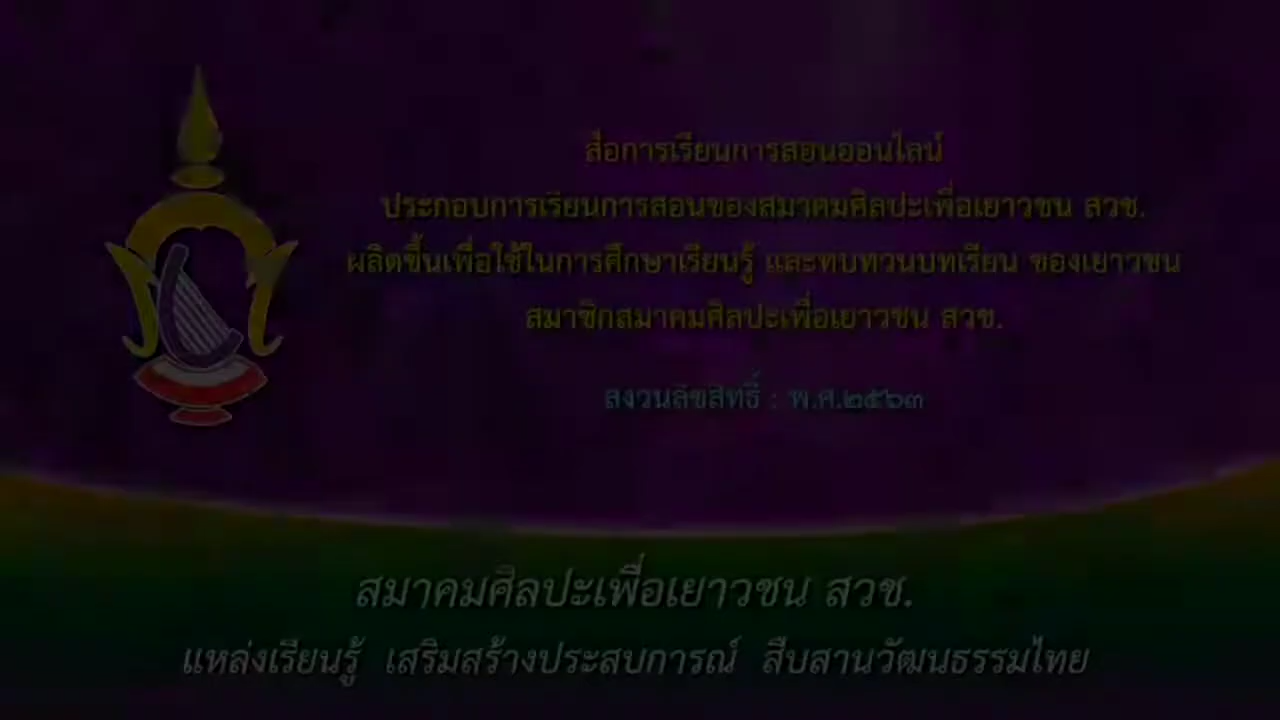 สื่อการเรียนการสอนออนไลน์
ประกอบการเรียนการสอนของสมาคมศิลปะเพื่อเยาวชน สวช.
ผลิตขึ้นเพื่อใช้ในการศึกษาเรียนรู้ และทบทวนบทเรียน ของเยาวชน
สมาชิกสมาคมศิลปะเพื่อเยาวชน สวช.
สงวนลิขสิทธิ์ : พ.ศ.๒๕๖๓
สมาคมศิลปะเพื่อเยาวชน สวช.
แหล่งเรียนรู้ เสริมสร้างประสบการณ์ สืบสานวัฒนธรรมไทย